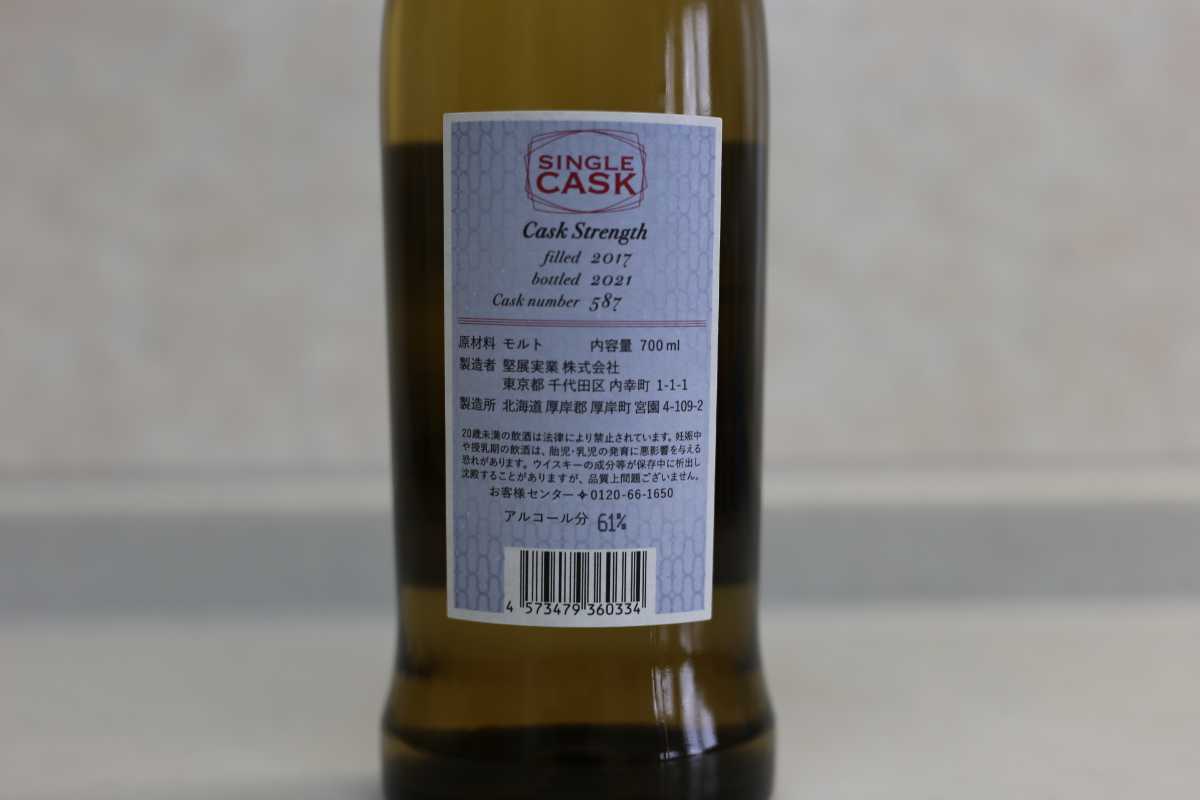 SINGLE
CASK
Cask Strength
filled 2017
bottled 2021
Cask number 587
原材料 モルト 内容量 700 ml
製造者 堅展実業 株式会社
東京都 千代田区 内幸町 1-1-1
製造所 北海道 厚岸郡 厚岸町 宮園 4-109-2
20歳未満の飲酒は法律により禁止されています。妊娠中
や授乳期の飲酒は、胎児・乳児の発育に悪影響を与える
恐れがあります。ウイスキーの成分等が保存中に析出し
沈殿することがありますが、品質上問題ございません。
お客様センター✧0120-66-1650
アルコール分 61%
4 573479 360334